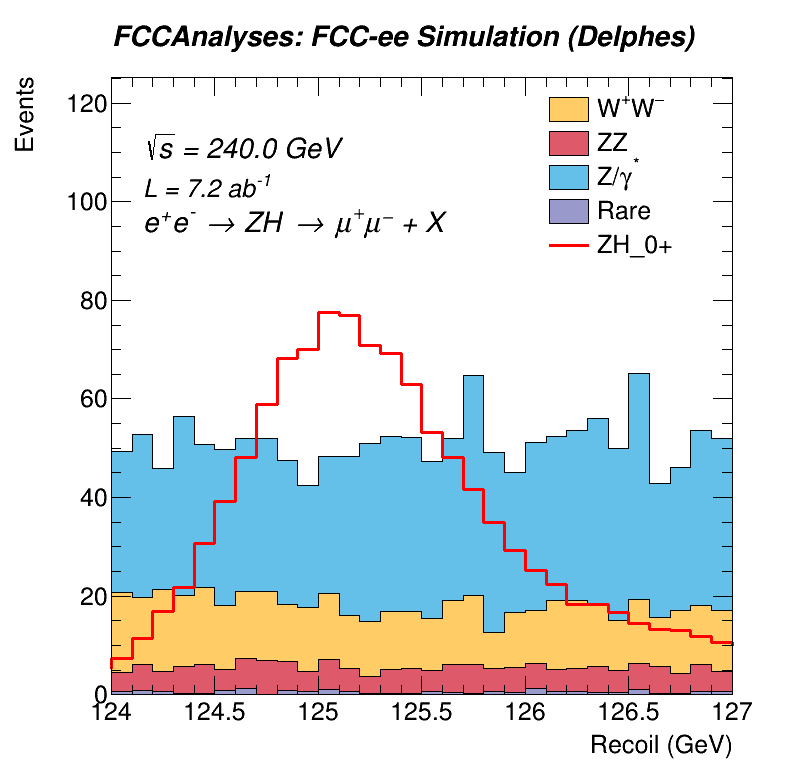 FCCAnalyses: FCC-ee Simulation (Delphes)
Events
120
100
80
60
40
20
0
√s = 240.0 GeV
L = 7.2 ab⁻¹
e⁺e⁻ → ZH → μ⁺μ⁻ + X
W⁺W⁻
ZZ
Z/γ*
Rare
ZH_0+
124 124.5 125 125.5 126 126.5 127
Recoil (GeV)